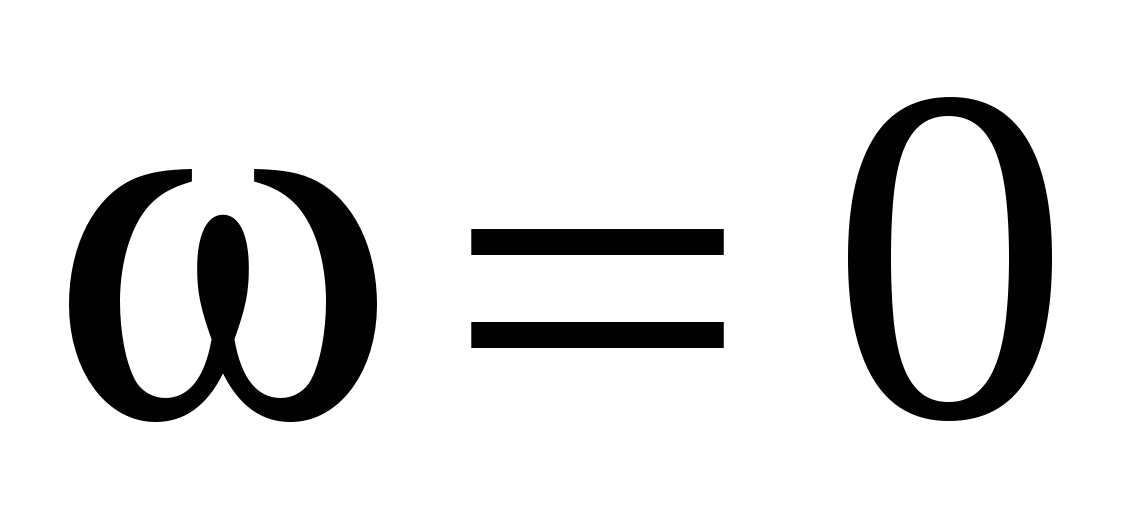 ω = 0